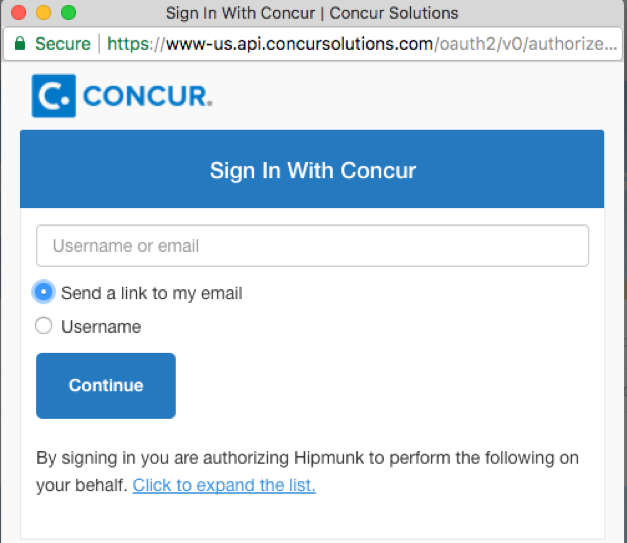 Sign In With Concur | Concur Solutions
Secure | https://www-us.api.concursolutions.com/oauth2/v0/authorize...
C. CONCUR.
Sign In With Concur
Username or email
Send a link to my email
Username
Continue
By signing in you are authorizing Hipmunk to perform the following on
your behalf. Click to expand the list.